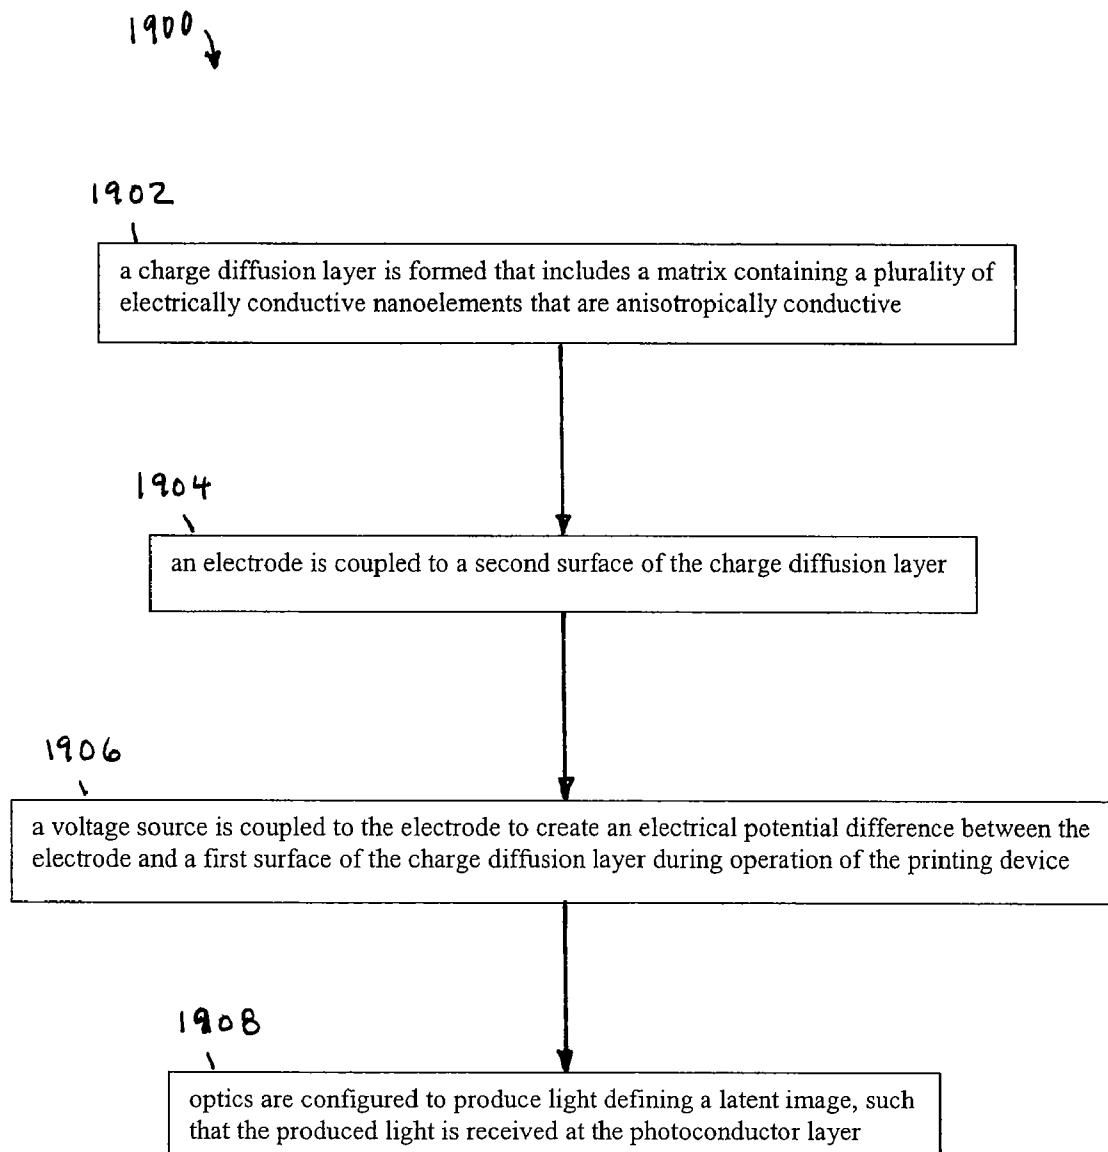 1900
1902
a charge diffusion layer is formed that includes a matrix containing a plurality of
electrically conductive nanoelements that are anisotropically conductive
1904
an electrode is coupled to a second surface of the charge diffusion layer
1906
a voltage source is coupled to the electrode to create an electrical potential difference between the
electrode and a first surface of the charge diffusion layer during operation of the printing device
1908
optics are configured to produce light defining a latent image, such
that the produced light is received at the photoconductor layer